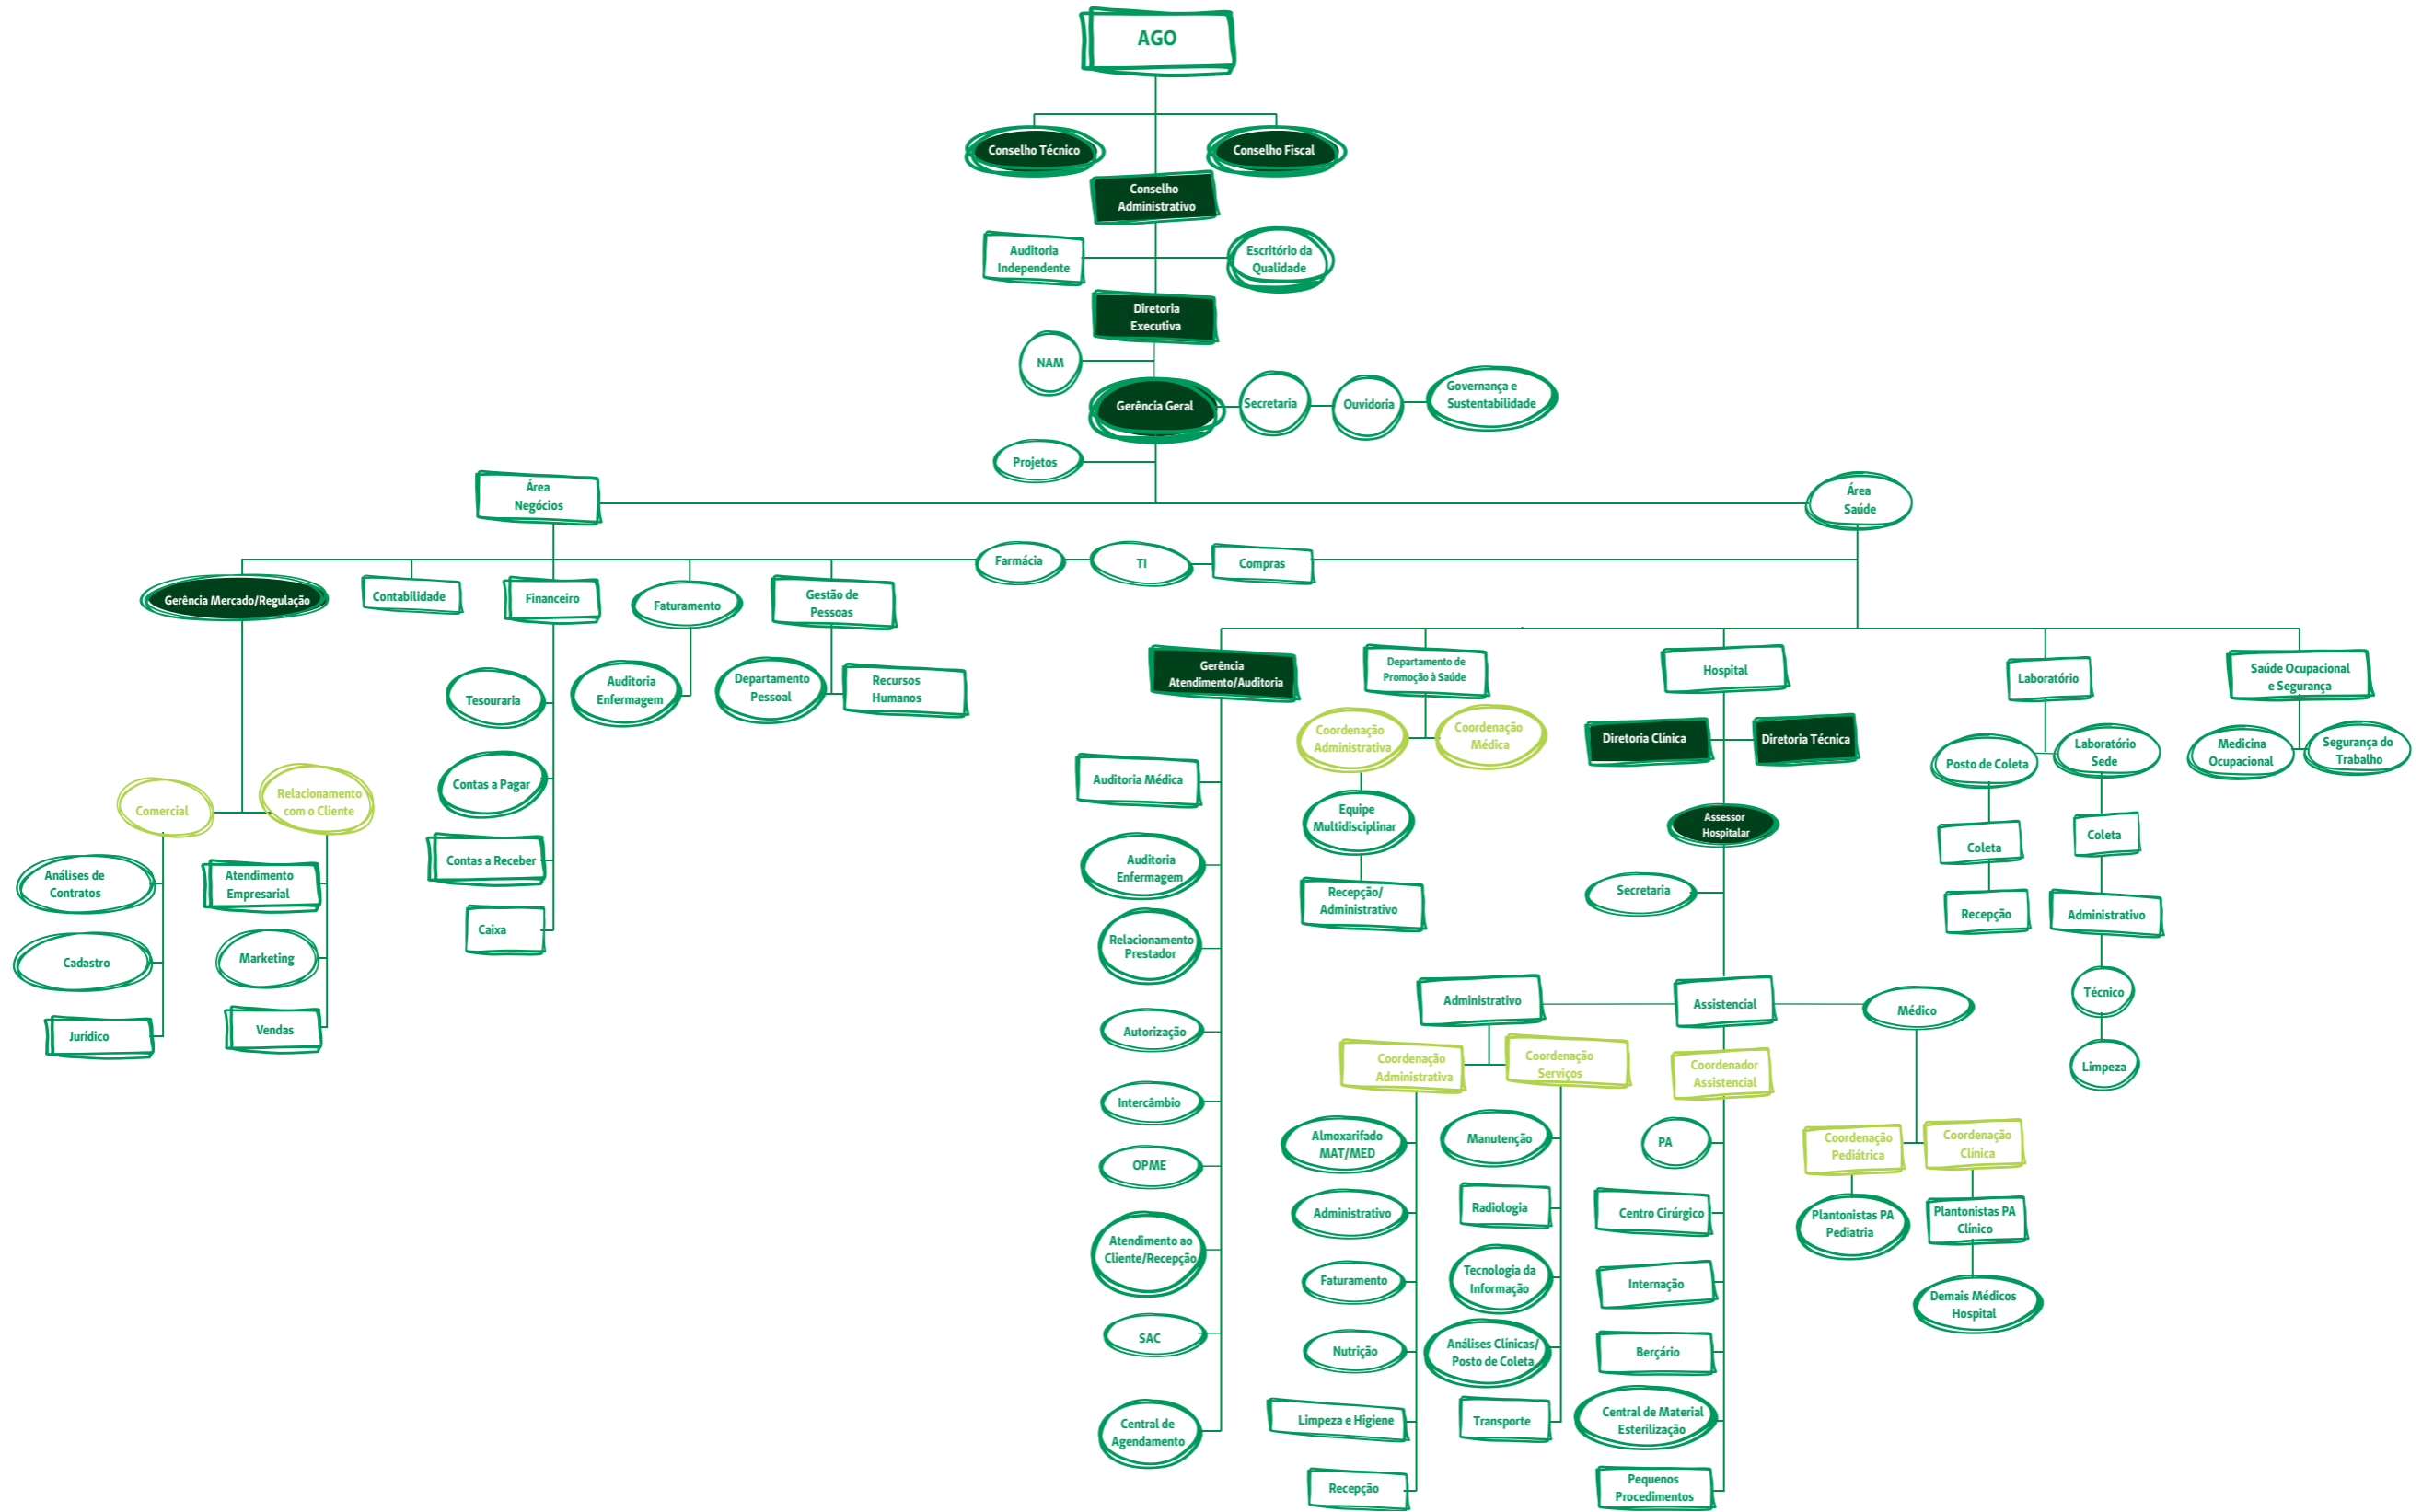 AGO
Conselho Técnico
Conselho Fiscal
Conselho
Administrativo
Auditoria
Independente
Escritório da
Qualidade
Diretoria
Executiva
NAM
Gerência Geral
Secretaria
Ouvidoria
Governança e
Sustentabilidade
Projetos
Área
Negócios
Área
Saúde
Farmácia
TI
Compras
Gerência Mercado/Regulação
Contabilidade
Financeiro
Faturamento
Gestão de
Pessoas
Tesouraria
Auditoria
Enfermagem
Departamento
Pessoal
Recursos
Humanos
Contas a Pagar
Contas a Receber
Caixa
Comercial
Relacionamento
com o Cliente
Análises de
Contratos
Cadastro
Jurídico
Atendimento
Empresarial
Marketing
Vendas
Gerência
Atendimento/Auditoria
Departamento de
Promoção à Saúde
Hospital
Laboratório
Saúde Ocupacional
e Segurança
Auditoria Médica
Auditoria
Enfermagem
Relacionamento
Prestador
Autorização
Intercâmbio
OPME
Atendimento ao
Cliente/Recepção
SAC
Central de
Agendamento
Coordenação
Administrativa
Coordenação
Médica
Equipe
Multidisciplinar
Recepção/
Administrativo
Diretoria Clínica
Diretoria Técnica
Assessor
Hospitalar
Secretaria
Administrativo
Assistencial
Médico
Coordenação
Administrativa
Coordenação
Serviços
Coordenador
Assistencial
Almoxarifado
MAT/MED
Administrativo
Faturamento
Nutrição
Limpeza e Higiene
Recepção
Manutenção
Radiologia
Tecnologia da
Informação
Análises Clínicas/
Posto de Coleta
Transporte
PA
Centro Cirúrgico
Internação
Berçário
Central de Material
Esterilização
Pequenos
Procedimentos
Coordenação
Pediátrica
Coordenação
Clínica
Plantonistas PA
Pediatria
Plantonistas PA
Clínico
Demais Médicos
Hospital
Posto de Coleta
Laboratório
Sede
Coleta
Recepção
Coleta
Administrativo
Técnico
Limpeza
Medicina
Ocupacional
Segurança do
Trabalho